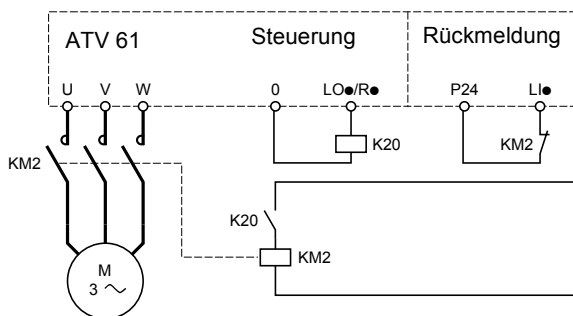 ATV 61 Steuerung Rückmeldung
U V W 0 LO●/R● P24 LI●
K20
KM2
KM2
K20
KM2
M
3